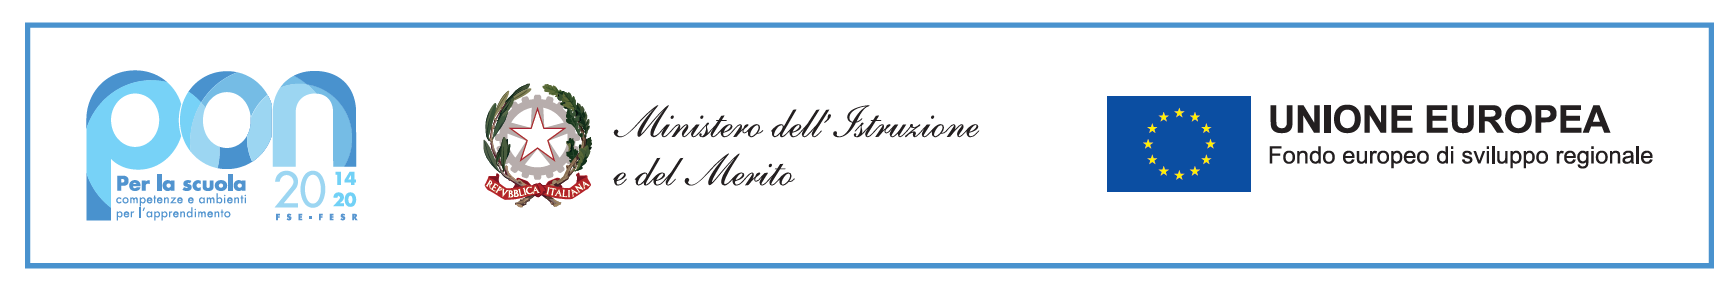 pon
Per la scuola
competenze e ambienti
per l'apprendimento
20 14
20
FSE-FESR
REPVBBLICA ITALIANA
Ministero dell'Istruzione
e del Merito
UNIONE EUROPEA
Fondo europeo di sviluppo regionale